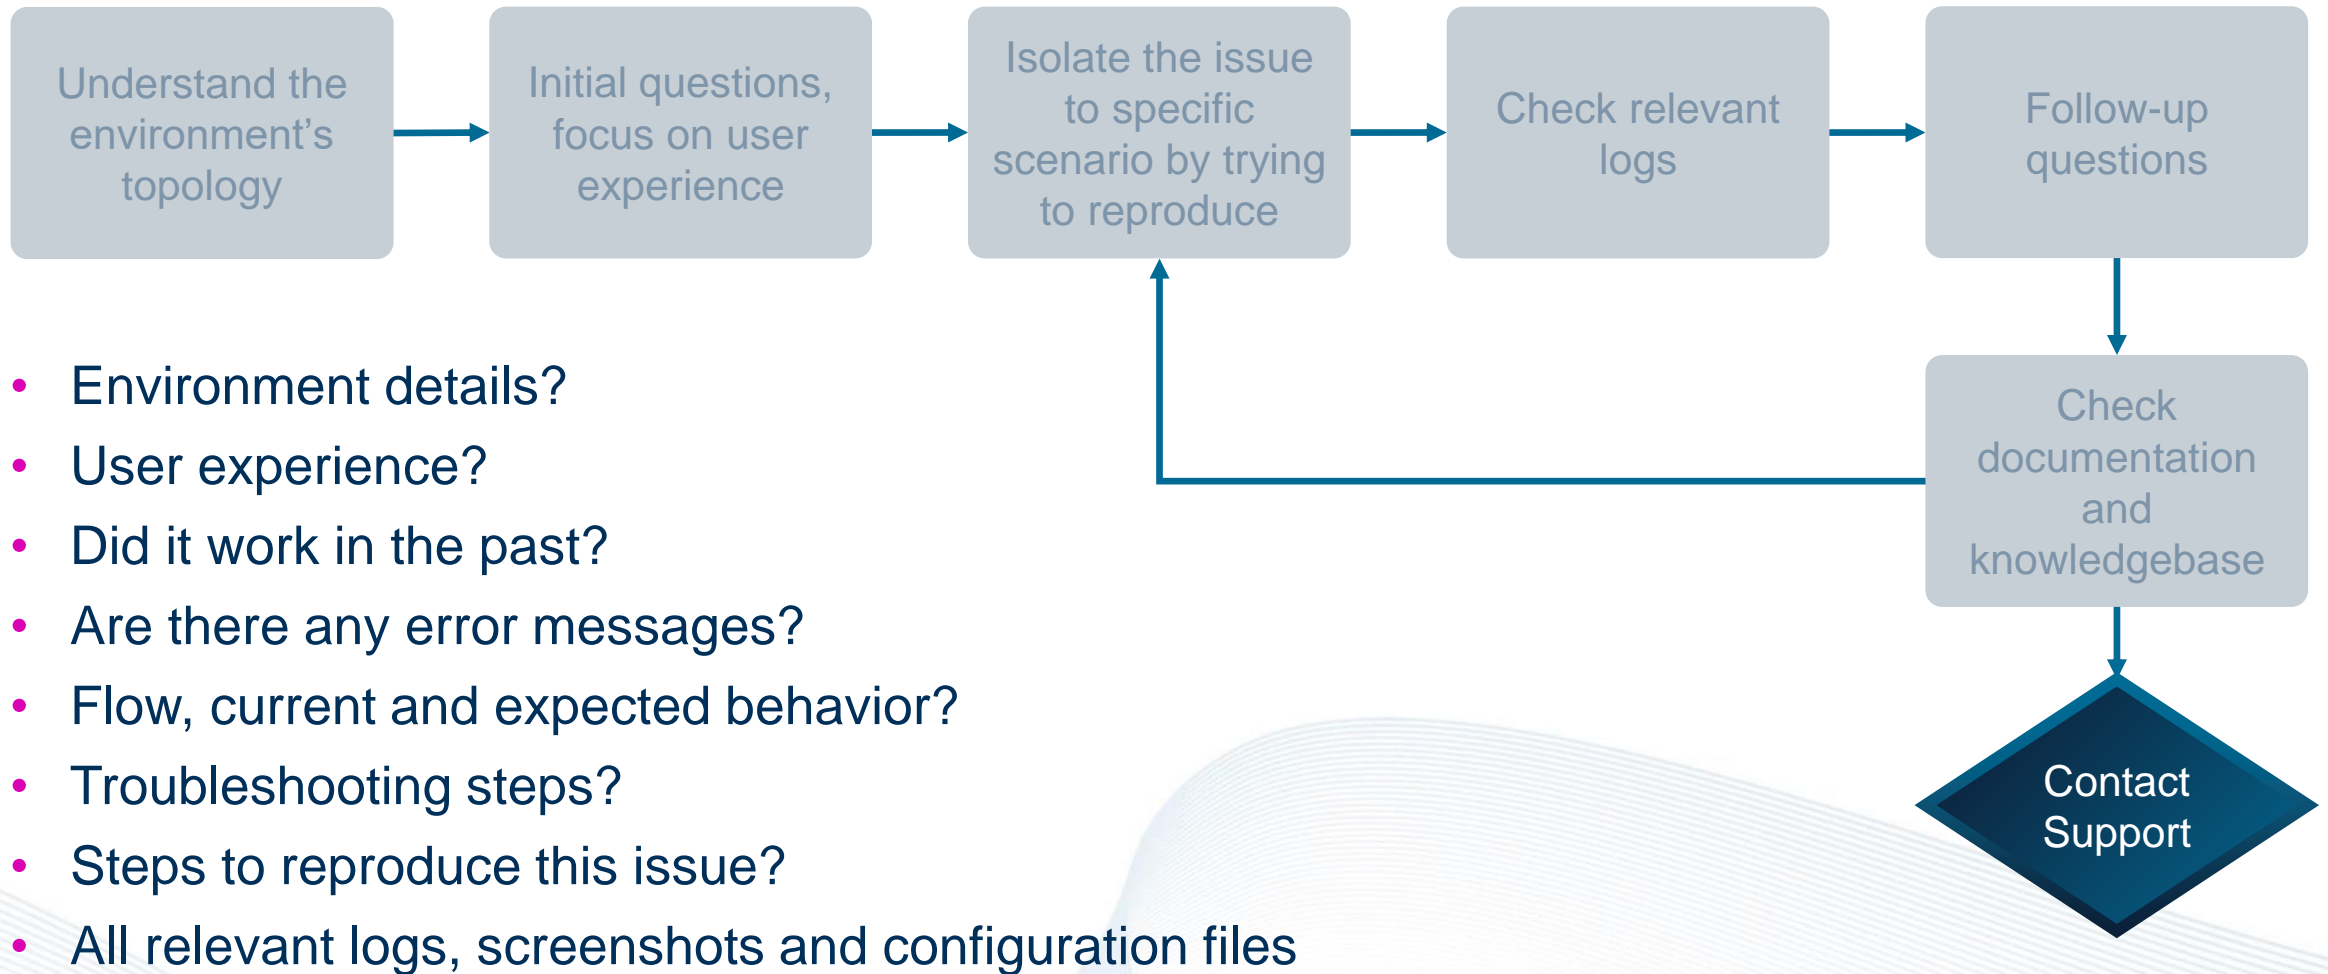 Understand the
environment’s
topology
Initial questions,
focus on user
experience
Isolate the issue
to specific
scenario by trying
to reproduce
Check relevant
logs
Follow-up
questions
Check
documentation
and
knowledgebase
Contact
Support
• Environment details?
• User experience?
• Did it work in the past?
• Are there any error messages?
• Flow, current and expected behavior?
• Troubleshooting steps?
• Steps to reproduce this issue?
• All relevant logs, screenshots and configuration files